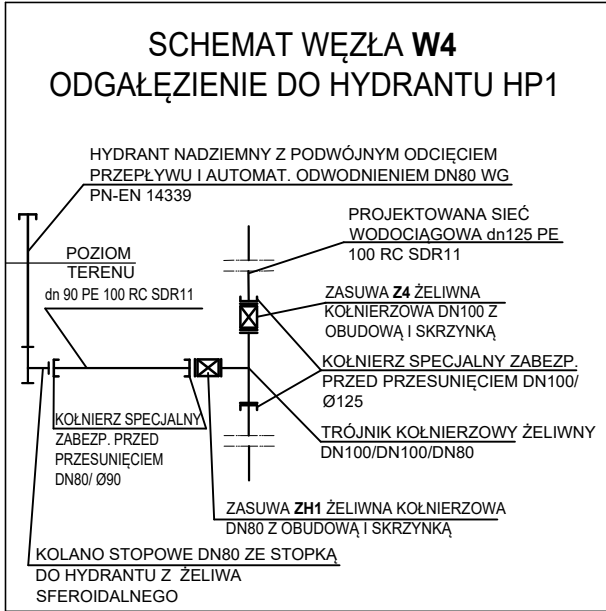 SCHEMAT WĘZŁA W4
ODGAŁĘZIENIE DO HYDRANTU HP1
HYDRANT NADZIEMNY Z PODWÓJNYM ODCIĘCIEM
PRZEPŁYWU I AUTOMAT. ODWODNIENIEM DN80 WG
PN-EN 14339
PROJEKTOWANA SIEĆ
WODOCIĄGOWA dn125 PE
100 RC SDR11
POZIOM
TERENU
dn 90 PE 100 RC SDR11
ZASUWA Z4 ŻELIWNA
KOŁNIERZOWA DN100 Z
OBUDOWĄ I SKRZYNKĄ
KOŁNIERZ SPECJALNY ZABEZP.
PRZED PRZESUNIĘCIEM DN100/
Ø125
KOŁNIERZ SPECJALNY
ZABEZP. PRZED
PRZESUNIĘCIEM
DN80/ Ø90
TRÓJNIK KOŁNIERZOWY ŻELIWNY
DN100/DN100/DN80
ZASUWA ZH1 ŻELIWNA KOŁNIERZOWA
DN80 Z OBUDOWĄ I SKRZYNKĄ
KOLANO STOPOWE DN80 ZE STOPKĄ
DO HYDRANTU Z ŻELIWA
SFEROIDALNEGO